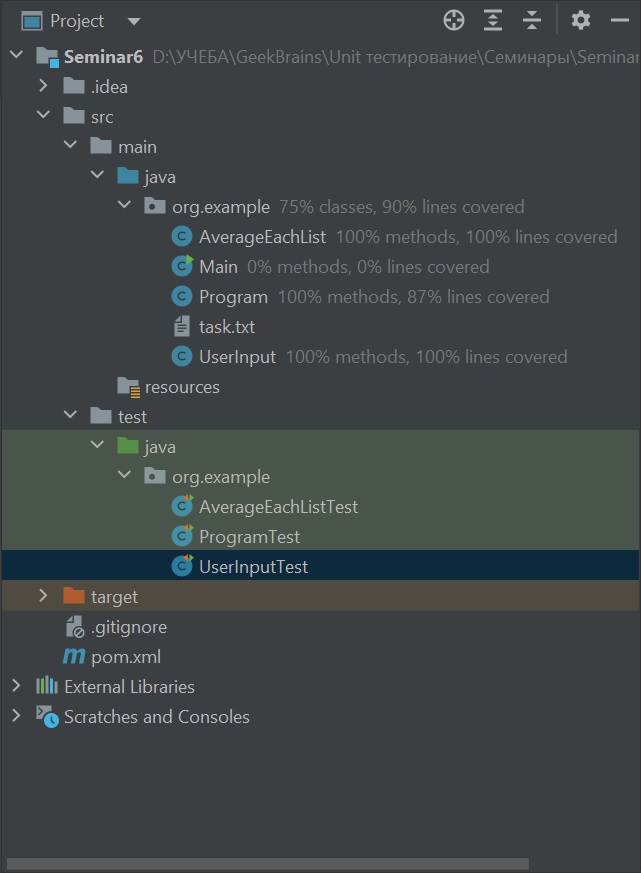 Project
Seminar6 D:\УЧЕБА\GeekBrains\Unit тестирование\Семинары\Seminar
.idea
src
main
java
org.example 75% classes, 90% lines covered
AverageEachList 100% methods, 100% lines covered
Main 0% methods, 0% lines covered
Program 100% methods, 87% lines covered
task.txt
UserInput 100% methods, 100% lines covered
resources
test
java
org.example
AverageEachListTest
ProgramTest
UserInputTest
target
.gitignore
pom.xml
External Libraries
Scratches and Consoles